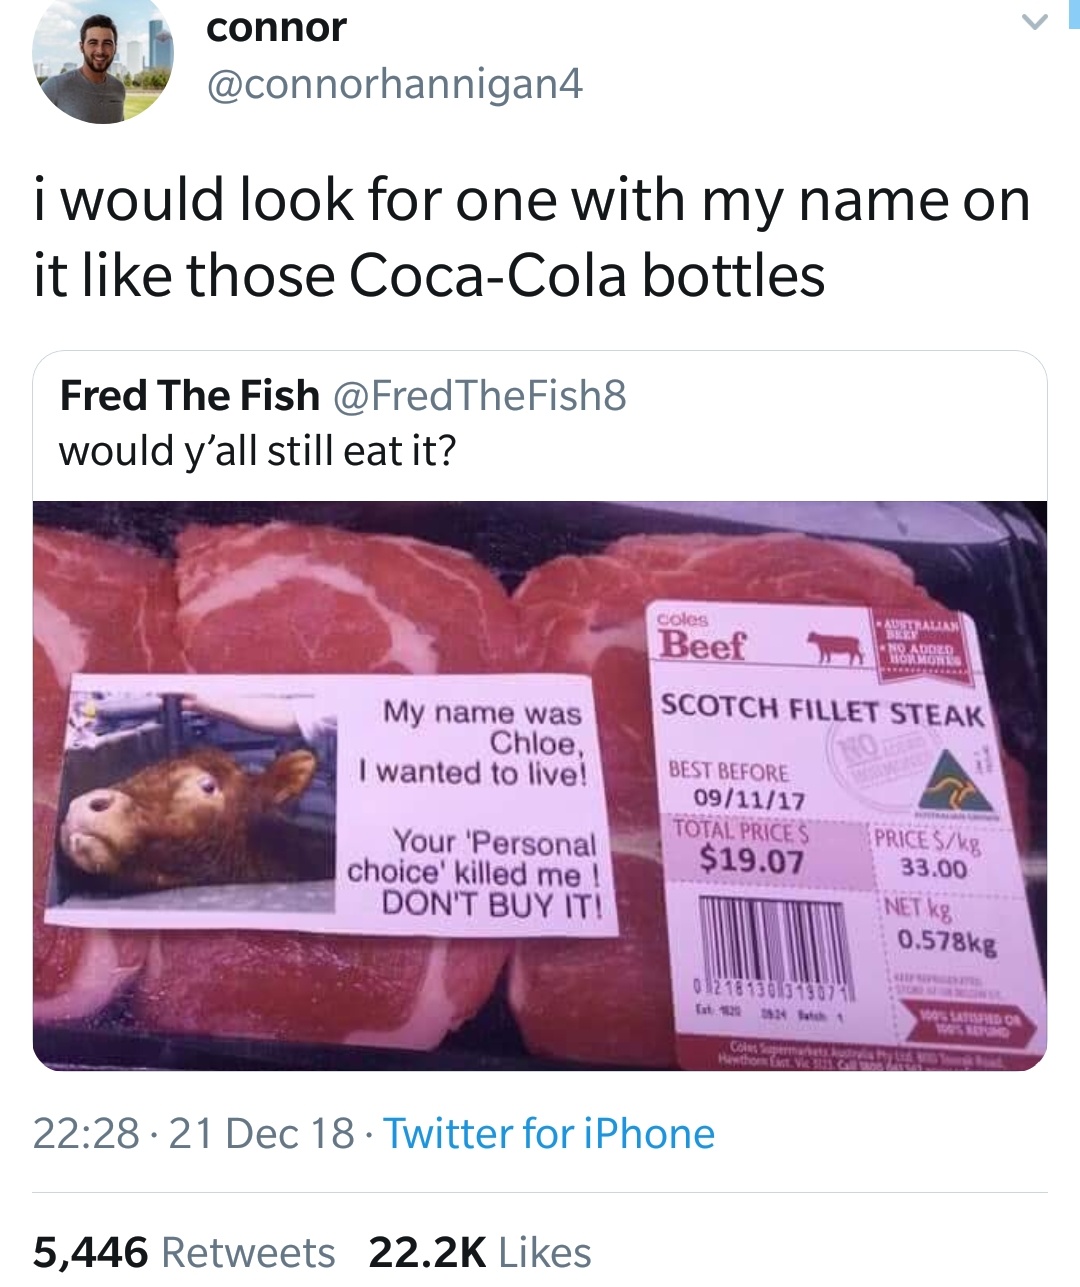 connor
@connorhannigan4
i would look for one with my name on
it like those Coca-Cola bottles
Fred The Fish @FredTheFish8
would y’all still eat it?
My name was
Chloe,
I wanted to live!
Your 'Personal
choice' killed me !
DON'T BUY IT!
coles
Beef
• AUSTRALIAN
BEEF
• NO ADDED
HORMONES
SCOTCH FILLET STEAK
NO
BEST BEFORE
09/11/17
TOTAL PRICE $
$19.07
PRICE $/kg
33.00
NET kg
0.578kg
100% SATISFIED OR
100% REFUND
Coles Supermarkets Australia Pty Ltd.
22:28 · 21 Dec 18 · Twitter for iPhone
5,446 Retweets 22.2K Likes